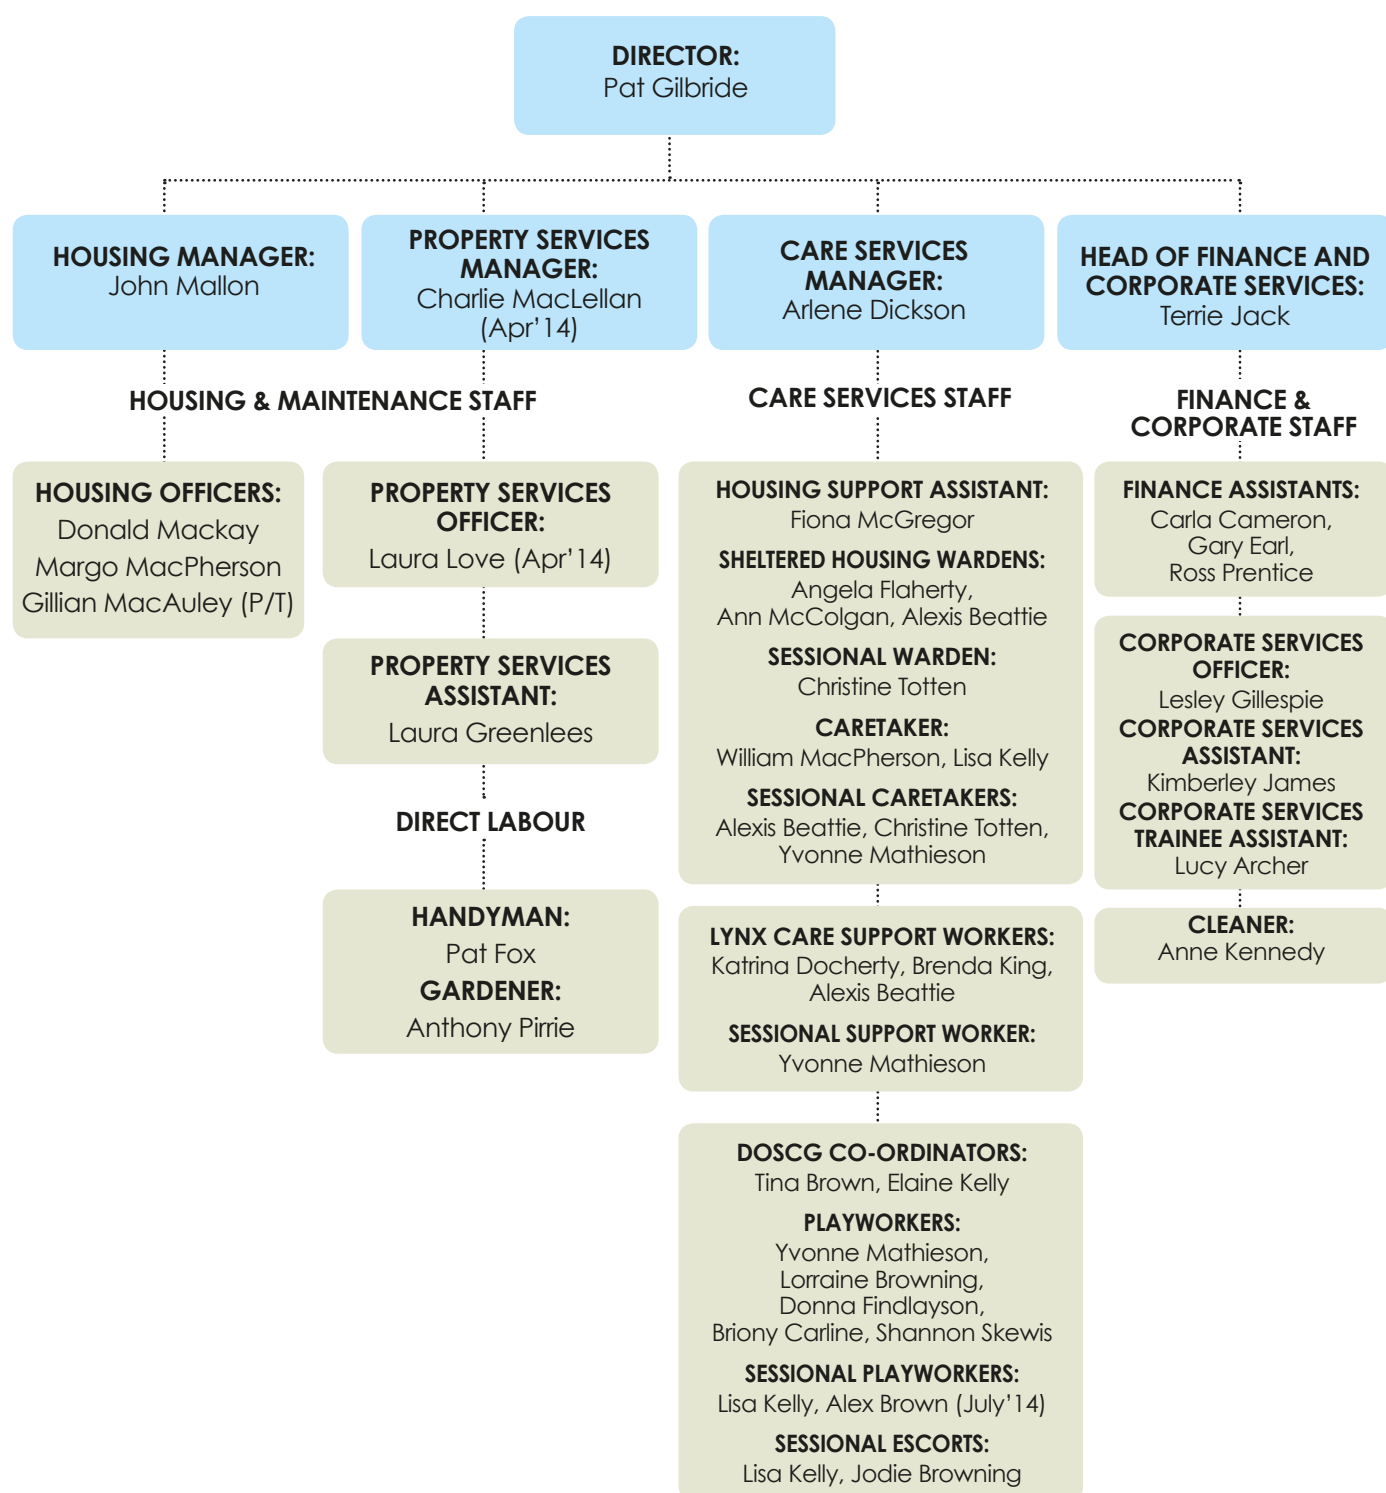 DIRECTOR:
Pat Gilbride
HOUSING MANAGER:
John Mallon
PROPERTY SERVICES
MANAGER:
Charlie MacLellan
(Apr’14)
CARE SERVICES
MANAGER:
Arlene Dickson
HEAD OF FINANCE AND
CORPORATE SERVICES:
Terrie Jack
HOUSING & MAINTENANCE STAFF
HOUSING OFFICERS:
Donald Mackay
Margo MacPherson
Gillian MacAuley (P/T)
PROPERTY SERVICES
OFFICER:
Laura Love (Apr’14)
PROPERTY SERVICES
ASSISTANT:
Laura Greenlees
DIRECT LABOUR
HANDYMAN:
Pat Fox
GARDENER:
Anthony Pirrie
CARE SERVICES STAFF
HOUSING SUPPORT ASSISTANT:
Fiona McGregor
SHELTERED HOUSING WARDENS:
Angela Flaherty,
Ann McColgan, Alexis Beattie
SESSIONAL WARDEN:
Christine Totten
CARETAKER:
William MacPherson, Lisa Kelly
SESSIONAL CARETAKERS:
Alexis Beattie, Christine Totten,
Yvonne Mathieson
LYNX CARE SUPPORT WORKERS:
Katrina Docherty, Brenda King,
Alexis Beattie
SESSIONAL SUPPORT WORKER:
Yvonne Mathieson
DOSCG CO-ORDINATORS:
Tina Brown, Elaine Kelly
PLAYWORKERS:
Yvonne Mathieson,
Lorraine Browning,
Donna Findlayson,
Briony Carline, Shannon Skewis
SESSIONAL PLAYWORKERS:
Lisa Kelly, Alex Brown (July’14)
SESSIONAL ESCORTS:
Lisa Kelly, Jodie Browning
FINANCE &
CORPORATE STAFF
FINANCE ASSISTANTS:
Carla Cameron,
Gary Earl,
Ross Prentice
CORPORATE SERVICES
OFFICER:
Lesley Gillespie
CORPORATE SERVICES
ASSISTANT:
Kimberley James
CORPORATE SERVICES
TRAINEE ASSISTANT:
Lucy Archer
CLEANER:
Anne Kennedy